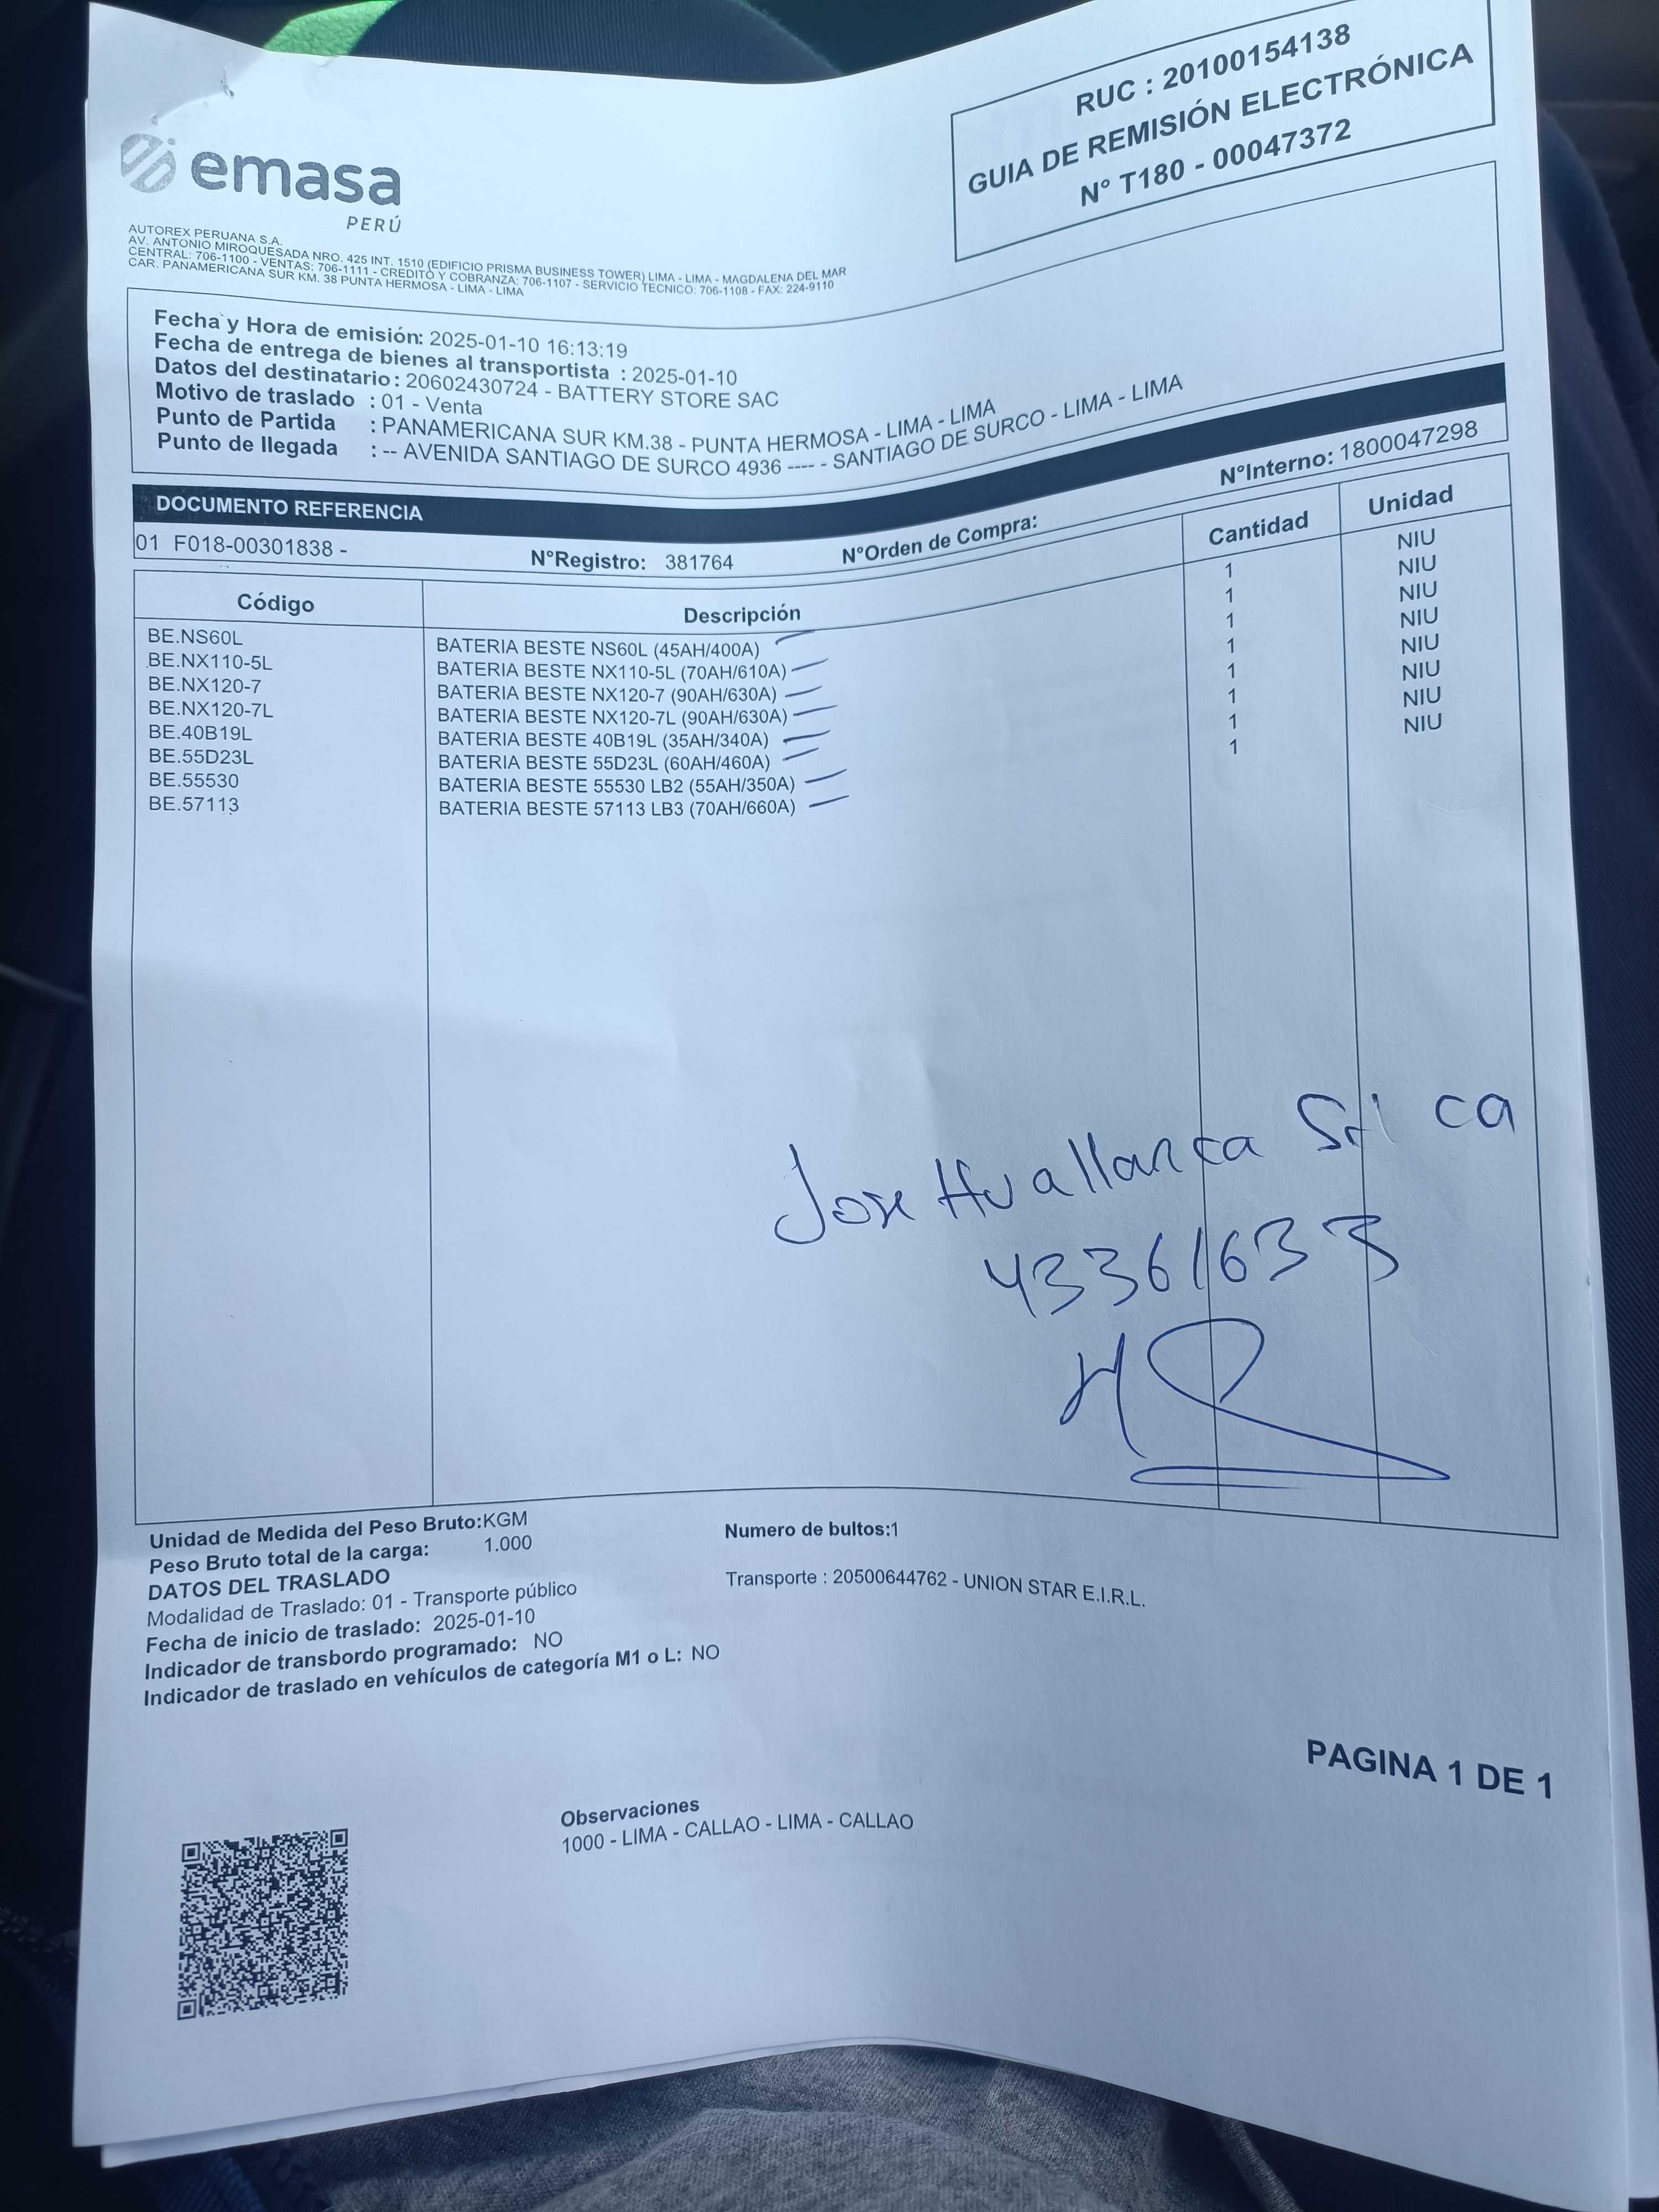 RUC : 20100154138
GUIA DE REMISIÓN ELECTRÓNICA
N° T180 - 00047372
emasa
PERÚ
AUTOREX PERUANA S.A.
AV. ANTONIO MIROQUESADA NRO. 425 INT. 1510 (EDIFICIO PRISMA BUSINESS TOWER) LIMA - LIMA - MAGDALENA DEL MAR
CENTRAL: 706-1100 - VENTAS: 706-1111 - CREDITO Y COBRANZA: 706-1107 - SERVICIO TECNICO: 706-1108 - FAX: 224-9110
CAR. PANAMERICANA SUR KM. 38 PUNTA HERMOSA - LIMA - LIMA
Fecha y Hora de emisión: 2025-01-10 16:13:19
Fecha de entrega de bienes al transportista : 2025-01-10
Datos del destinatario : 20602430724 - BATTERY STORE SAC
Motivo de traslado : 01 - Venta
Punto de Partida : PANAMERICANA SUR KM.38 - PUNTA HERMOSA - LIMA - LIMA
Punto de llegada : -- AVENIDA SANTIAGO DE SURCO 4936 ---- - SANTIAGO DE SURCO - LIMA - LIMA
DOCUMENTO REFERENCIA
01 F018-00301838 - N°Registro: 381764 N°Orden de Compra: N°Interno: 1800047298
Código Descripción Cantidad Unidad
BE.NS60L BATERIA BESTE NS60L (45AH/400A) 1 NIU
BE.NX110-5L BATERIA BESTE NX110-5L (70AH/610A) 1 NIU
BE.NX120-7 BATERIA BESTE NX120-7 (90AH/630A) 1 NIU
BE.NX120-7L BATERIA BESTE NX120-7L (90AH/630A) 1 NIU
BE.40B19L BATERIA BESTE 40B19L (35AH/340A) 1 NIU
BE.55D23L BATERIA BESTE 55D23L (60AH/460A) 1 NIU
BE.55530 BATERIA BESTE 55530 LB2 (55AH/350A) 1 NIU
BE.57113 BATERIA BESTE 57113 LB3 (70AH/660A) 1 NIU
Jose Huallanca
43361633
Unidad de Medida del Peso Bruto:KGM
Peso Bruto total de la carga: 1.000
Numero de bultos:1
DATOS DEL TRASLADO
Modalidad de Traslado: 01 - Transporte público
Transporte : 20500644762 - UNION STAR E.I.R.L.
Fecha de inicio de traslado: 2025-01-10
Indicador de transbordo programado: NO
Indicador de traslado en vehículos de categoría M1 o L: NO
PAGINA 1 DE 1
Observaciones
1000 - LIMA - CALLAO - LIMA - CALLAO